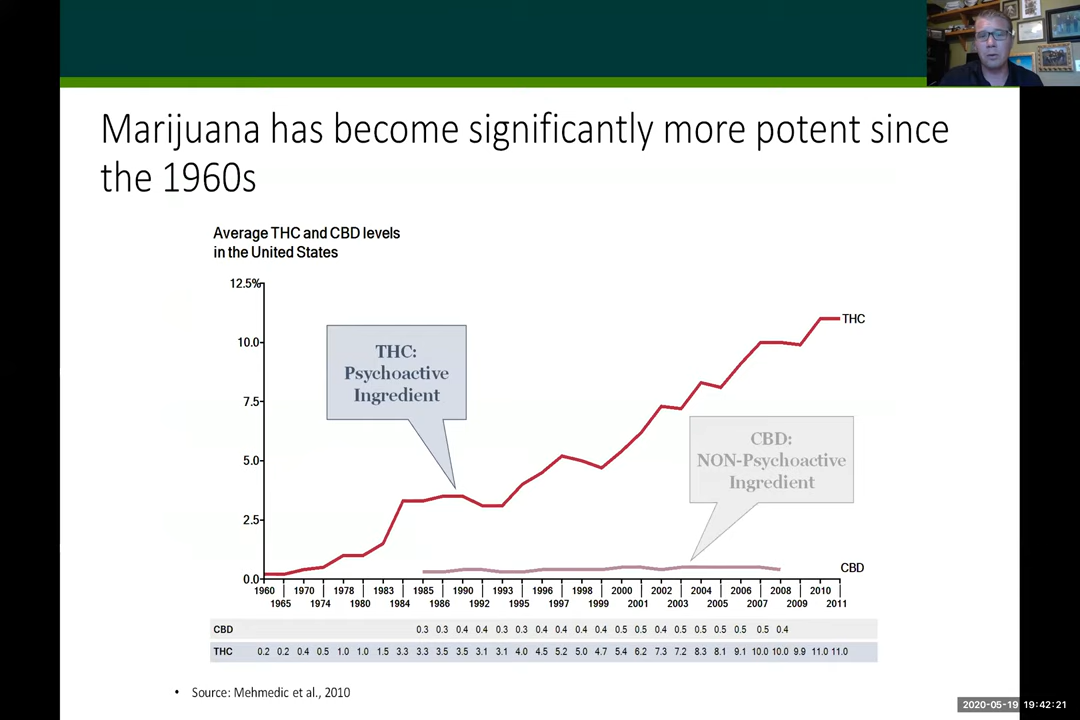 Marijuana has become significantly more potent since
the 1960s
Average THC and CBD levels
in the United States
12.5%
10.0
7.5
5.0
2.5
0.0
THC:
Psychoactive
Ingredient
CBD:
NON-Psychoactive
Ingredient
THC
CBD
1960 1970 1978 1983 1985 1990 1993 1996 1998 2000 2002 2004 2006 2008 2010
1965 1974 1980 1984 1986 1992 1995 1997 1999 2001 2003 2005 2007 2009 2011
CBD 0.3 0.3 0.4 0.4 0.3 0.3 0.4 0.4 0.4 0.4 0.5 0.5 0.4 0.5 0.5 0.5 0.5 0.5 0.4
THC 0.2 0.2 0.4 0.5 1.0 1.0 1.5 3.3 3.3 3.5 3.5 3.1 3.1 4.0 4.5 5.2 5.0 4.7 5.4 6.2 7.3 7.2 8.3 8.1 9.1 10.0 10.0 9.9 11.0 11.0
• Source: Mehmedic et al., 2010
2020-05-19 19:42:21